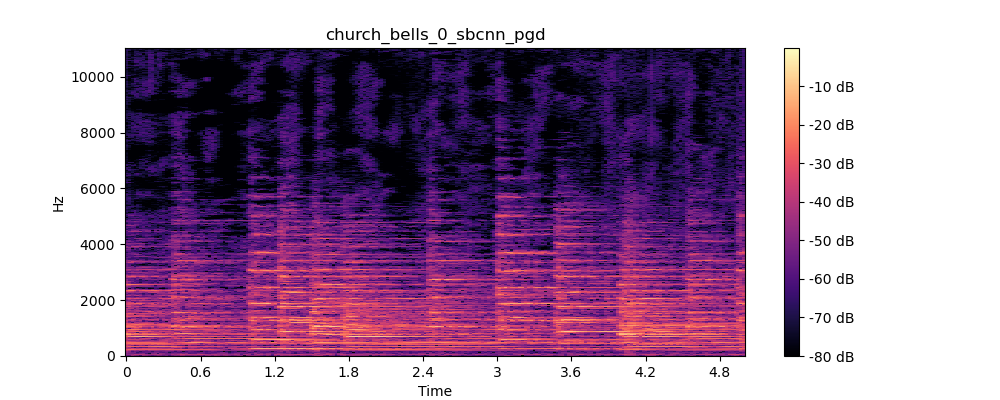 church_bells_0_sbcnn_pgd
10000
8000
6000
4000
2000
0
Hz
0 0.6 1.2 1.8 2.4 3 3.6 4.2 4.8
Time
-10 dB
-20 dB
-30 dB
-40 dB
-50 dB
-60 dB
-70 dB
-80 dB